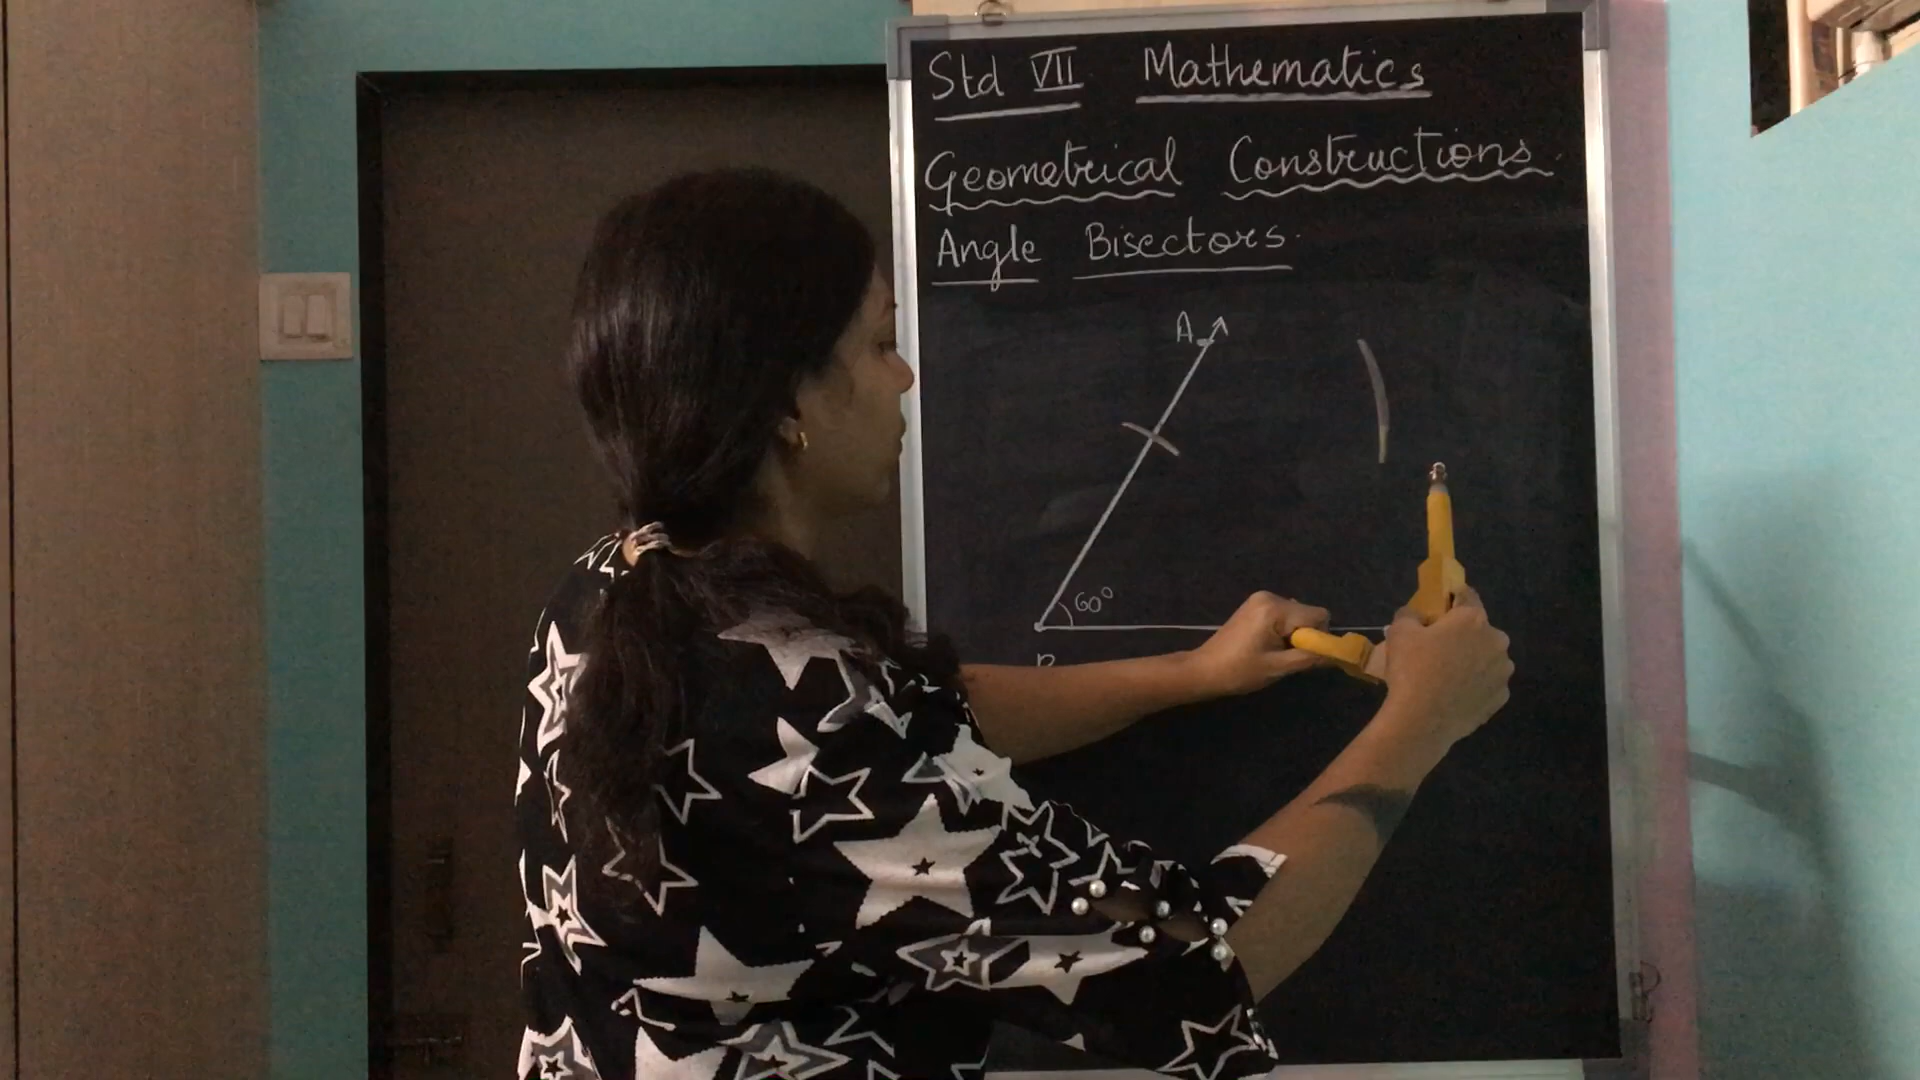 Std VII Mathematics
Geometrical Constructions.
Angle Bisectors.
A
60°